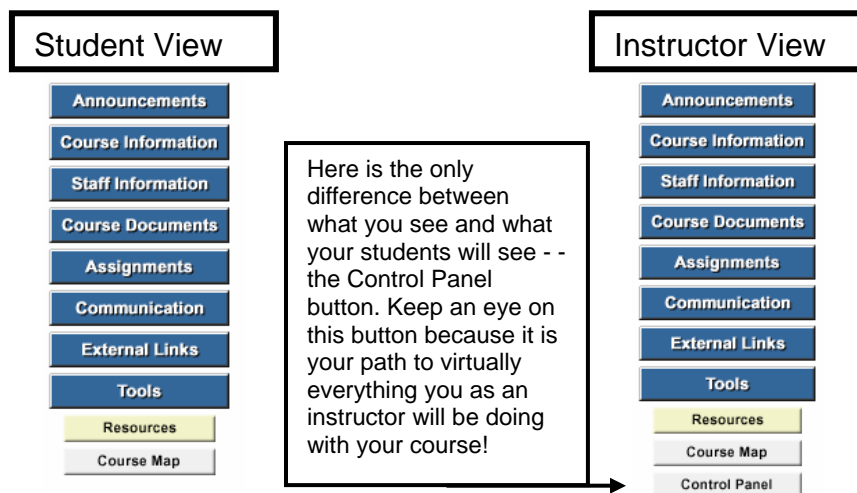 Student View
Announcements
Course Information
Staff Information
Course Documents
Assignments
Communication
External Links
Tools
Resources
Course Map
Here is the only
difference between
what you see and what
your students will see - -
the Control Panel
button. Keep an eye on
this button because it is
your path to virtually
everything you as an
instructor will be doing
with your course!
Instructor View
Announcements
Course Information
Staff Information
Course Documents
Assignments
Communication
External Links
Tools
Resources
Course Map
Control Panel